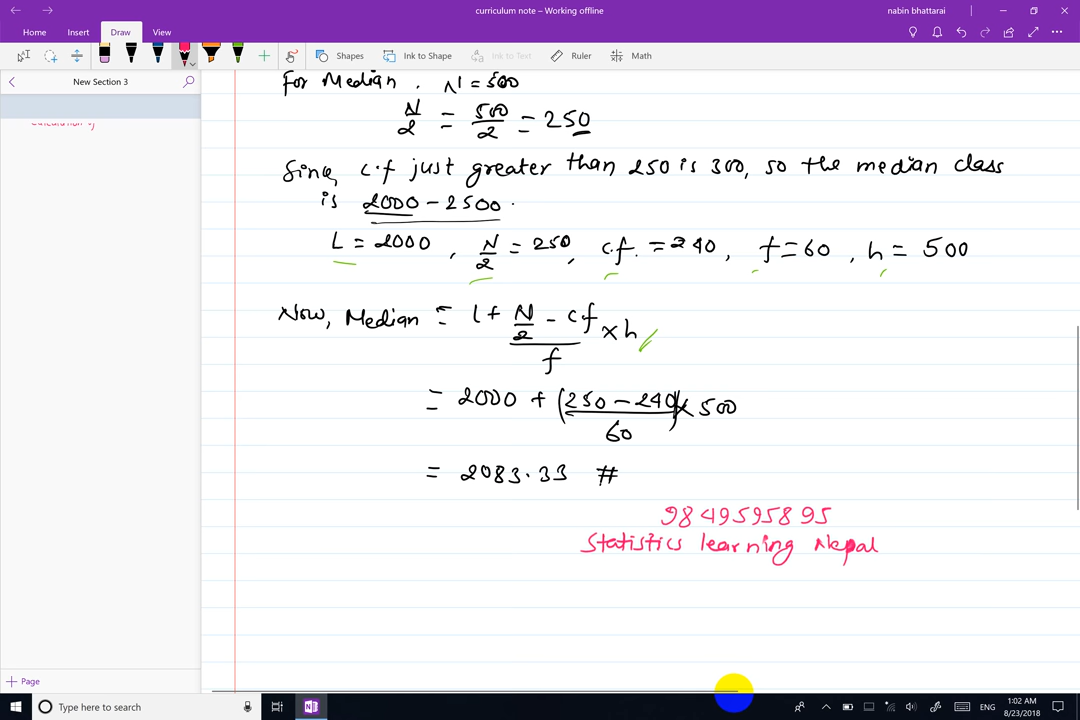 curriculum note – Working offline
nabin bhattarai
Home Insert Draw View
Shapes Ink to Shape Ink to Text Ruler Math
New Section 3
For Median, N = 500
N/2 = 500/2 = 250
Since, c.f just greater than 250 is 300, so the median class
is 2000 – 2500.
L = 2000, N/2 = 250, c.f. = 240, f = 60, h = 500
Now, Median = l + (N/2 – cf)/f × h
= 2000 + (250 – 240)/60 × 500
= 2083.33 #
9849595895
Statistics learning Nepal
+ Page
Type here to search
ENG
1:02 AM
8/23/2018